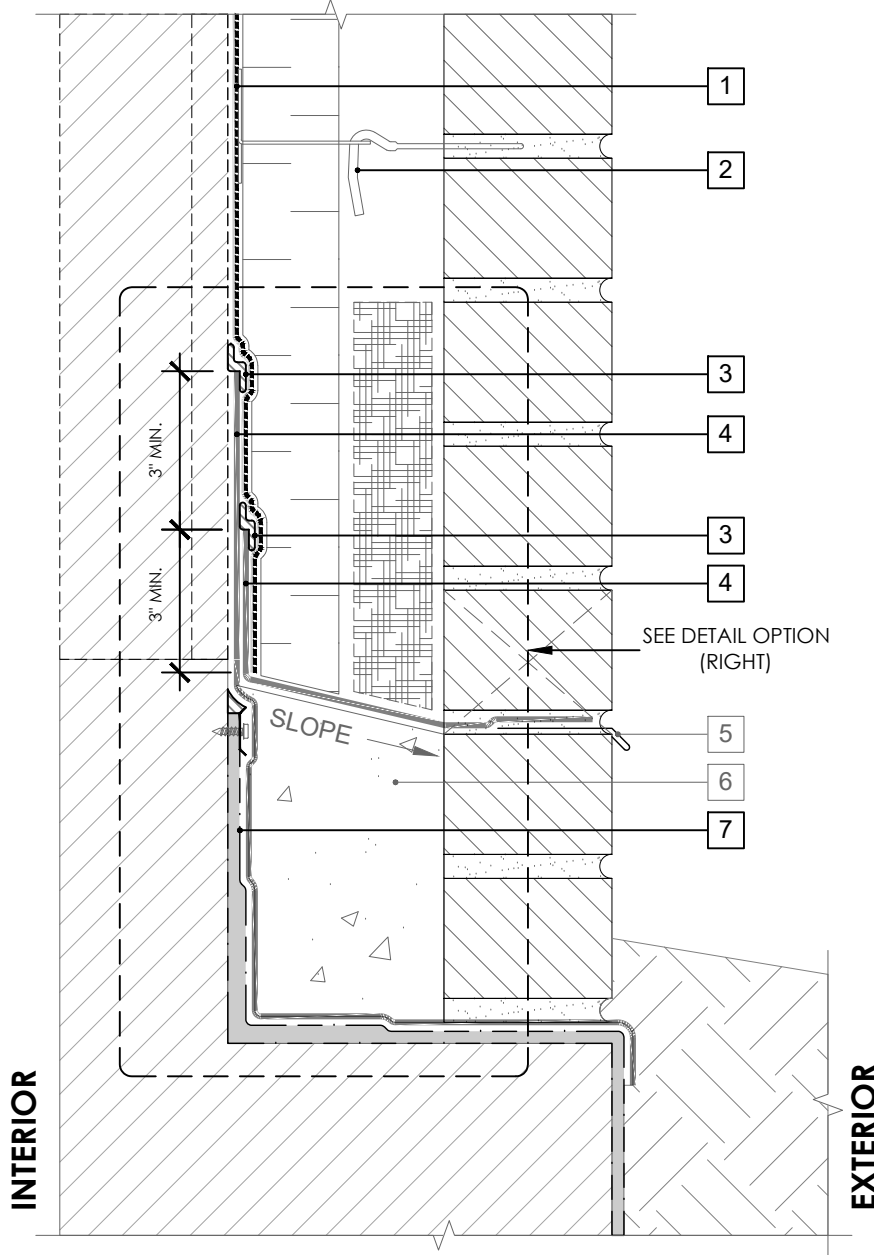 1
2
3
3" MIN.
4
3
4
3" MIN.
SEE DETAIL OPTION
(RIGHT)
SLOPE
5
6
7
INTERIOR
EXTERIOR